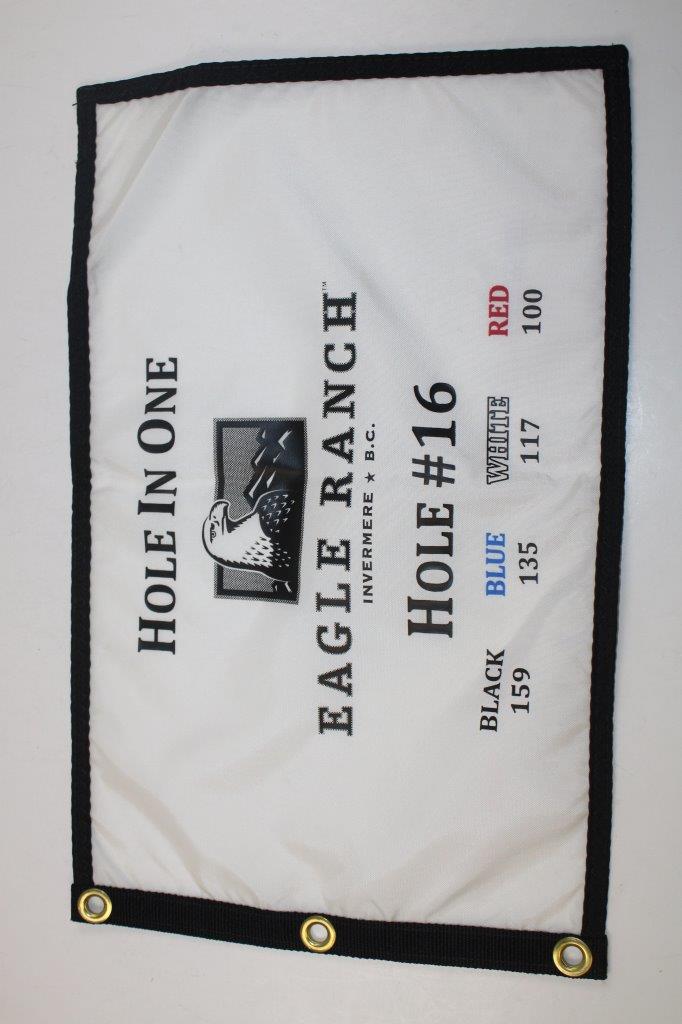 HOLE IN ONE
EAGLE RANCH™
INVERMERE ★ B.C.
HOLE #16
BLACK BLUE WHITE RED
159 135 117 100